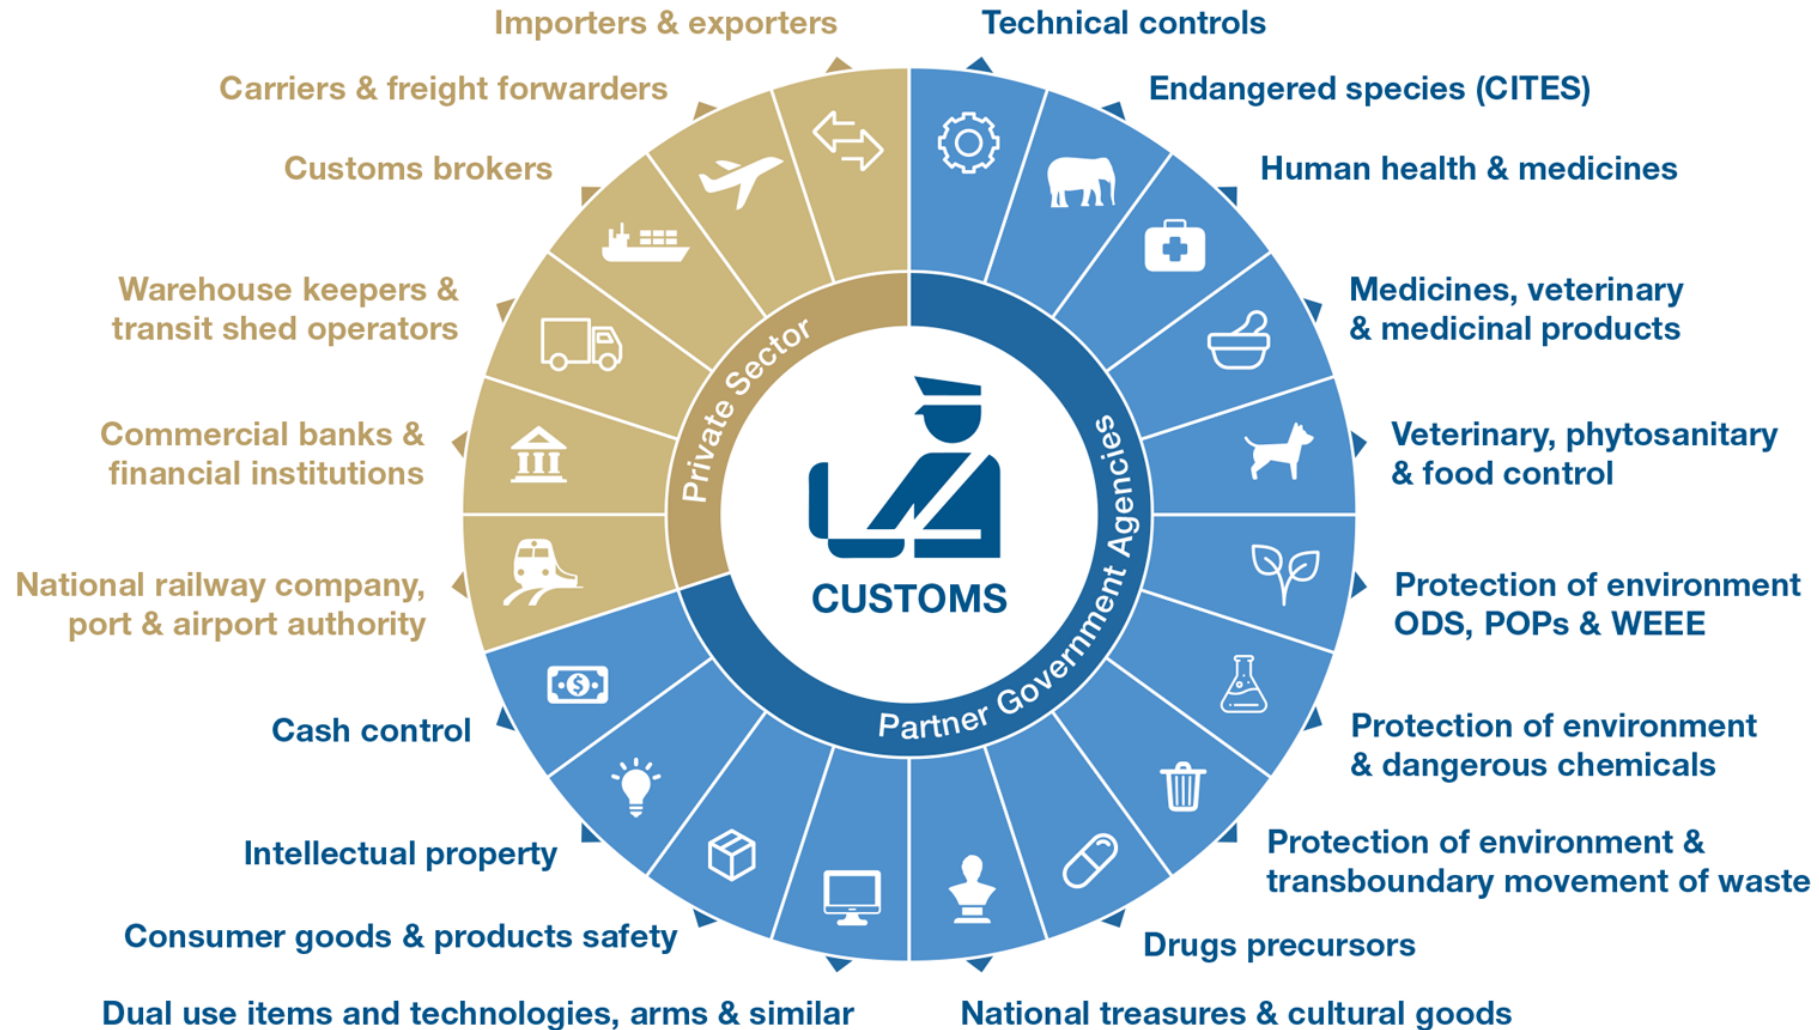 Importers & exporters
Technical controls
Carriers & freight forwarders
Endangered species (CITES)
Customs brokers
Human health & medicines
Warehouse keepers &
transit shed operators
Medicines, veterinary
& medicinal products
Commercial banks &
financial institutions
Veterinary, phytosanitary
& food control
National railway company,
port & airport authority
Protection of environment
ODS, POPs & WEEE
Cash control
Protection of environment
& dangerous chemicals
Intellectual property
Protection of environment &
transboundary movement of waste
Consumer goods & products safety
Drugs precursors
Dual use items and technologies, arms & similar
National treasures & cultural goods
Private Sector
Partner Government Agencies
CUSTOMS
$